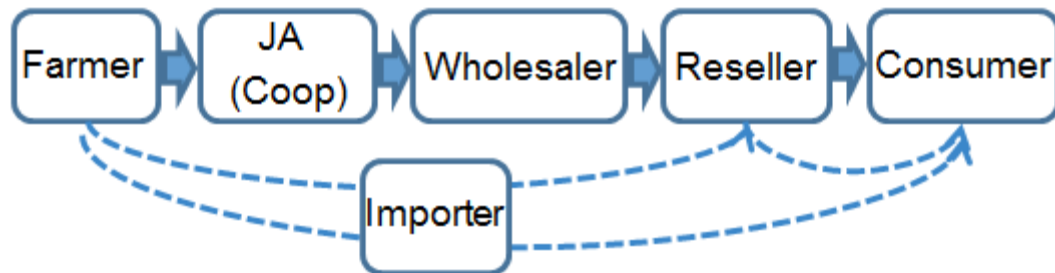 Farmer
JA
(Coop)
Wholesaler
Reseller
Consumer
Importer